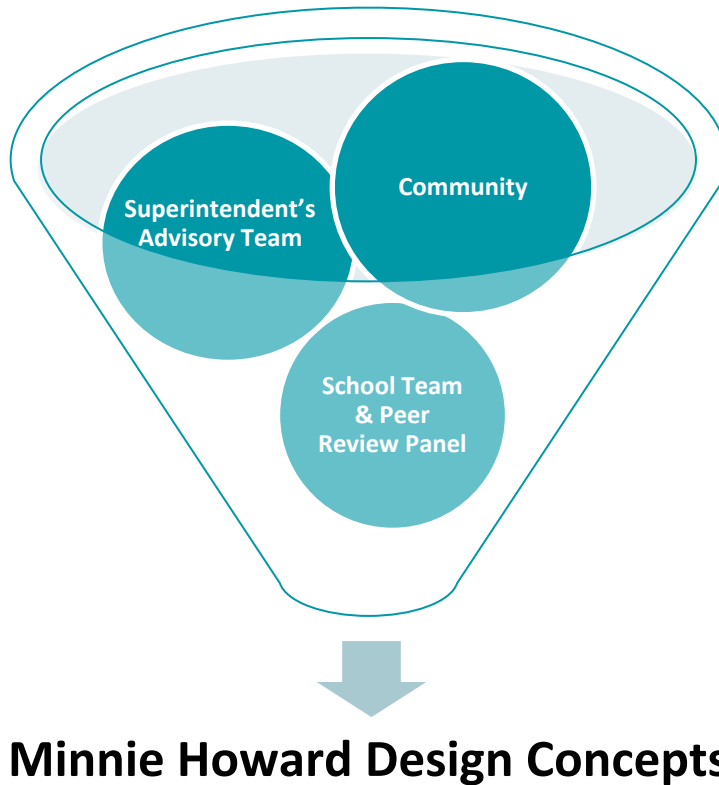 Superintendent's
Advisory Team
Community
School Team
& Peer
Review Panel
Minnie Howard Design Concepts